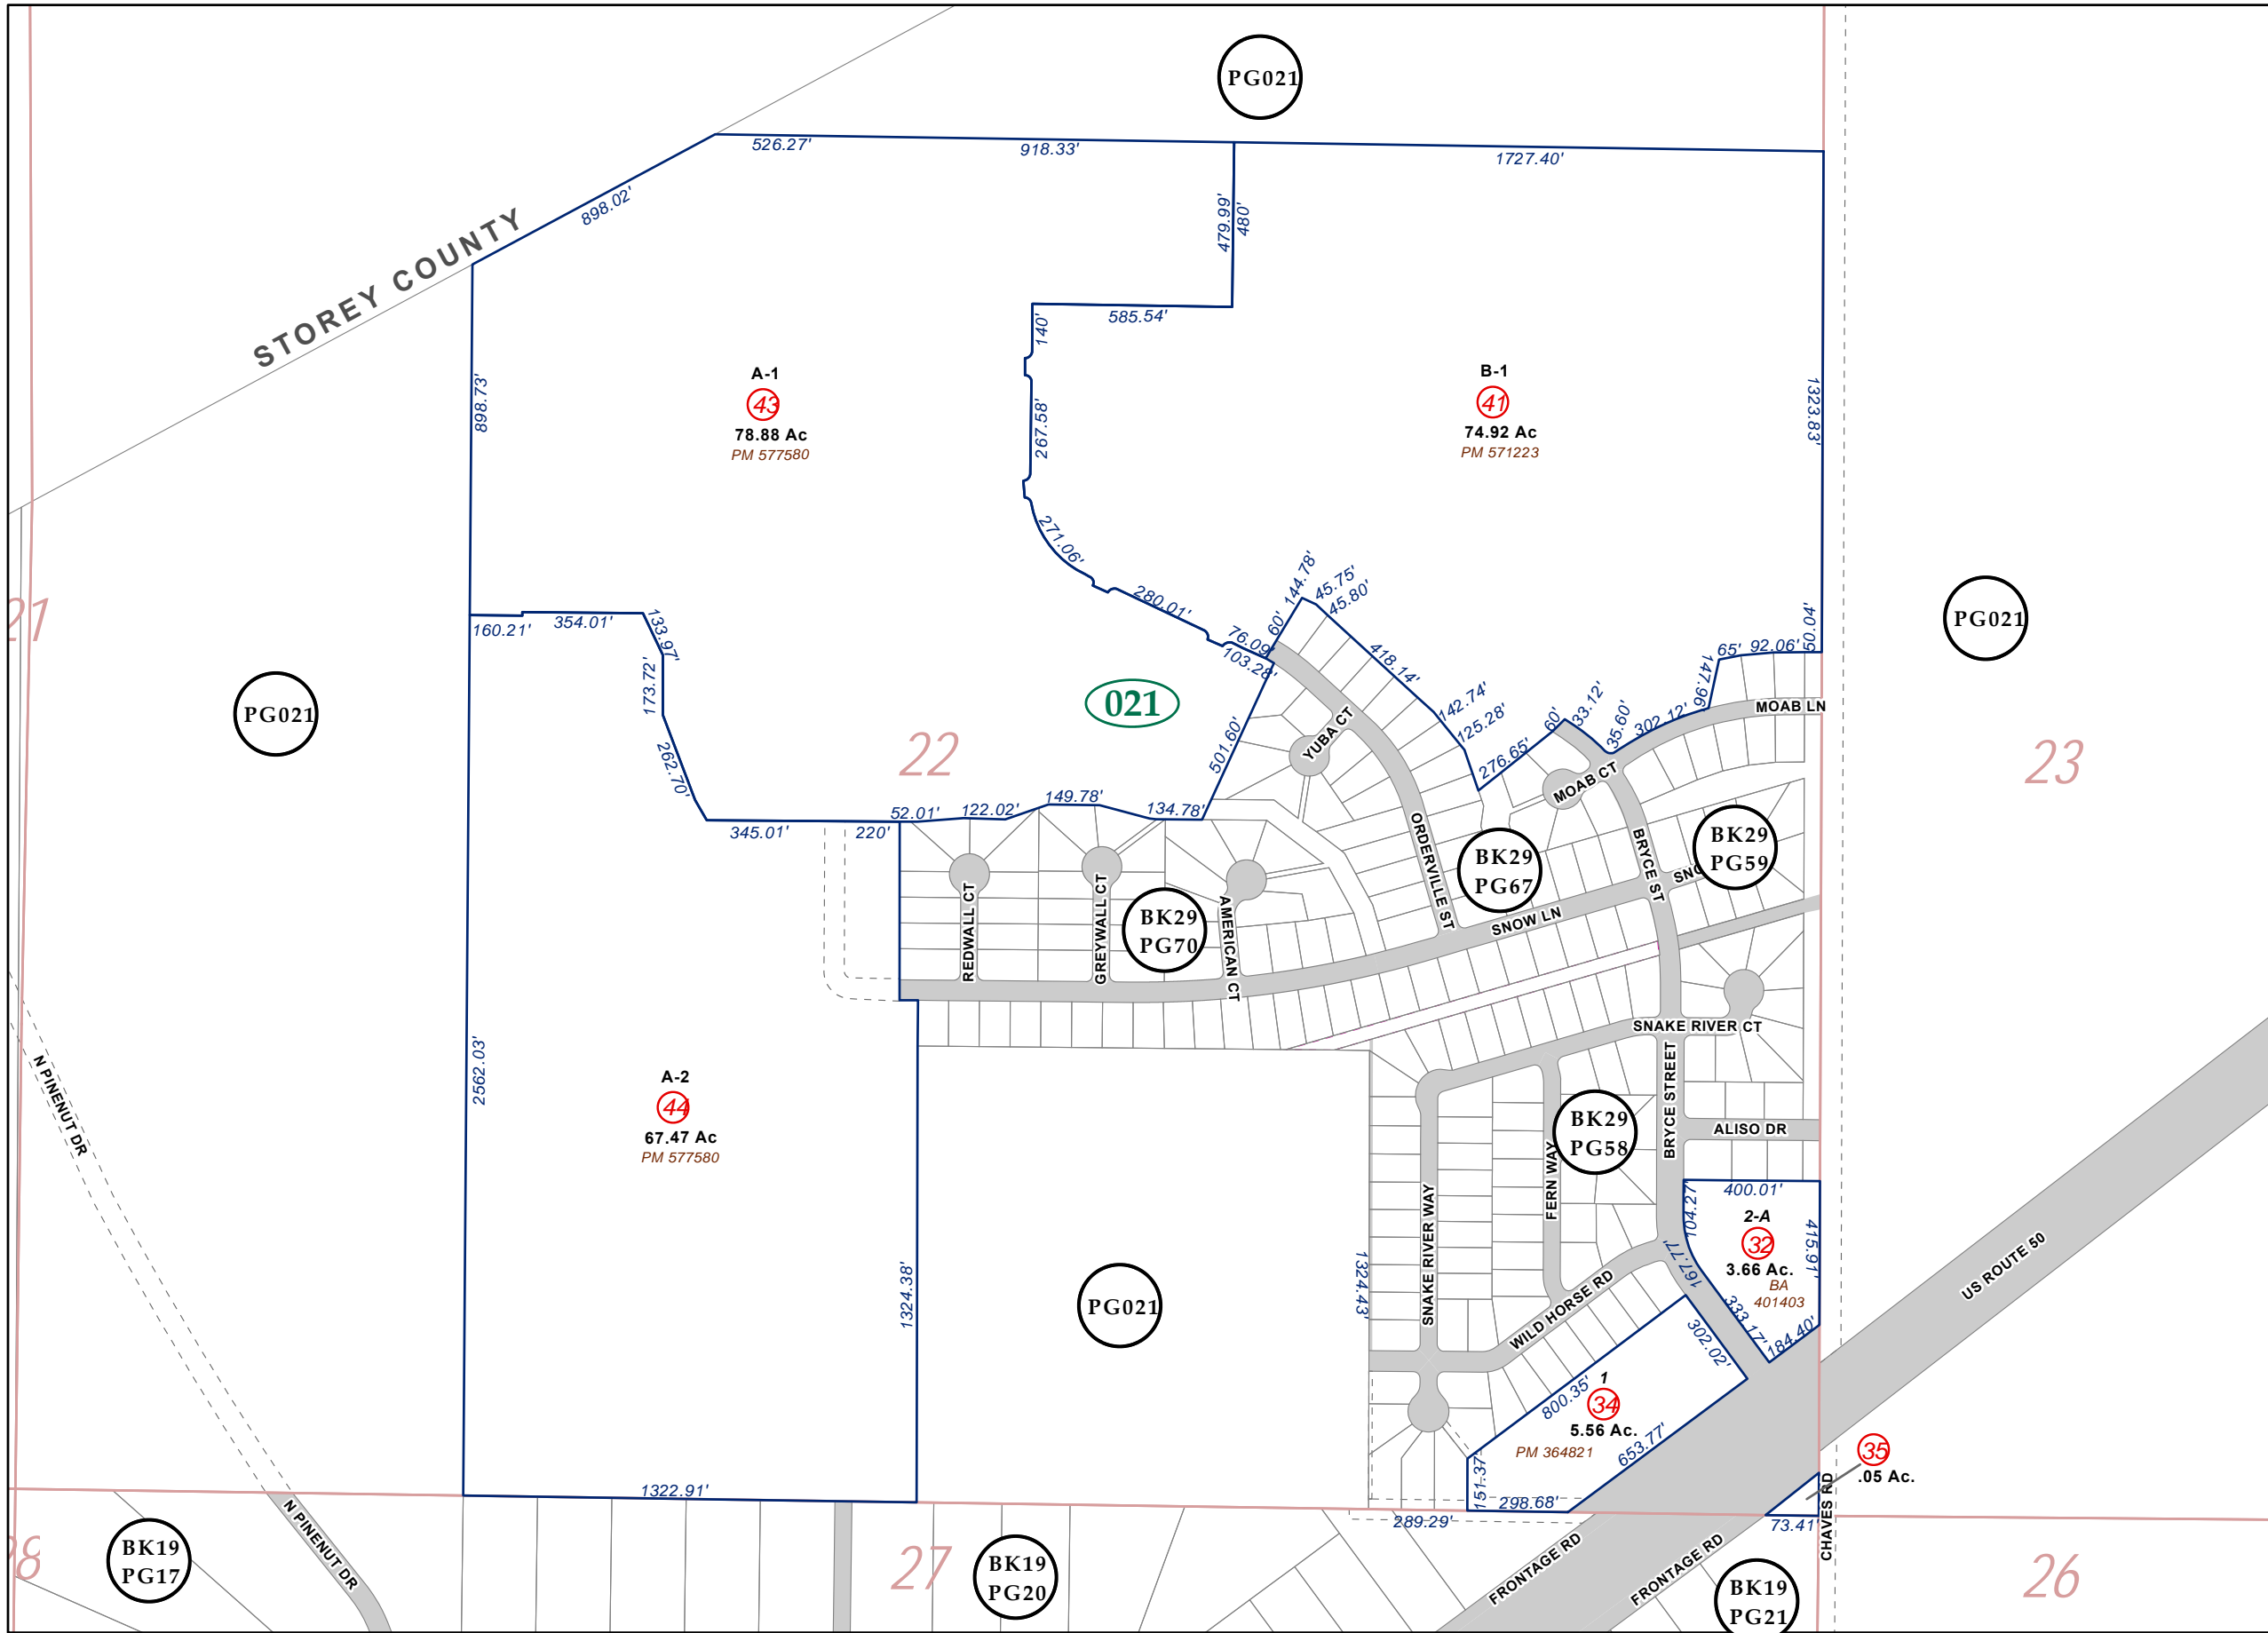 PG021
526.27'
918.33'
1727.40'
898.02'
STOREY COUNTY
479.99'
480'
585.54'
140'
A-1
43
78.88 Ac
PM 577580
B-1
41
74.92 Ac
PM 571223
898.73'
267.58'
1323.83'
271.06'
280.01'
76.09'
103.28'
60'
144.78'
45.75'
45.80'
418.14'
142.74'
125.28'
276.65'
60'
33.12'
35.60'
302.12'
147.96'
65'
92.06'
50.04'
MOAB LN
21
160.21'
354.01'
133.97'
173.72'
262.70'
PG021
021
22
501.60'
YUBA CT
MOAB CT
PG021
23
345.01'
220'
52.01'
122.02'
149.78'
134.78'
ORDERVILLE ST
BRYCE ST
BK29
PG67
BK29
PG59
REDWALL CT
GREYWALL CT
BK29
PG70
AMERICAN CT
SNOW LN
SNAKE RIVER CT
N PINENUT DR
2562.03'
A-2
44
67.47 Ac
PM 577580
BRYCE STREET
BK29
PG58
ALISO DR
FERN WAY
SNAKE RIVER WAY
1324.38'
1324.43'
PG021
104.27'
400.01'
2-A
32
3.66 Ac.
BA
401403
415.91'
167.77'
333.17'
184.40'
US ROUTE 50
WILD HORSE RD
302.02'
800.35'
1
34
5.56 Ac.
PM 364821
653.77'
151.37'
298.68'
289.29'
35
.05 Ac.
73.41'
CHAVES RD
1322.91'
N PINENUT DR
28
BK19
PG17
27
BK19
PG20
FRONTAGE RD
FRONTAGE RD
BK19
PG21
26